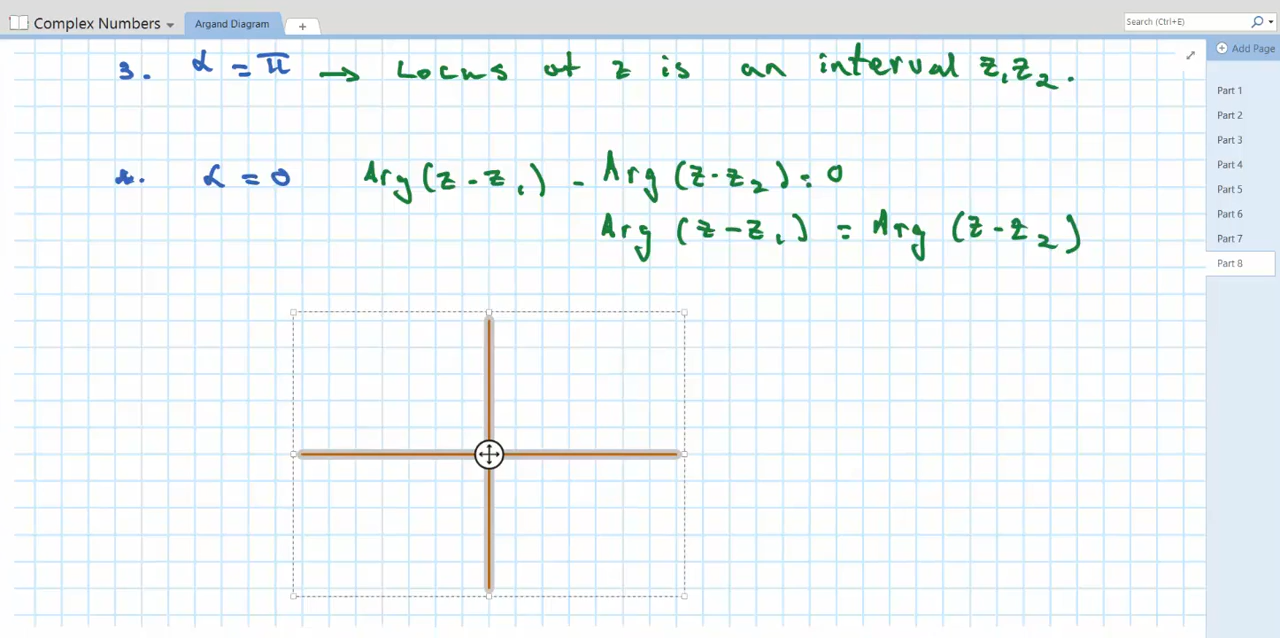 Complex Numbers
Argand Diagram
+
Search (Ctrl+E)
Add Page
Part 1
Part 2
Part 3
Part 4
Part 5
Part 6
Part 7
Part 8
3. α = π → Locus of z is an interval z₁z₂.
α = 0 Arg(z - z₁) - Arg(z - z₂) = 0
Arg(z - z₁) = Arg(z - z₂)